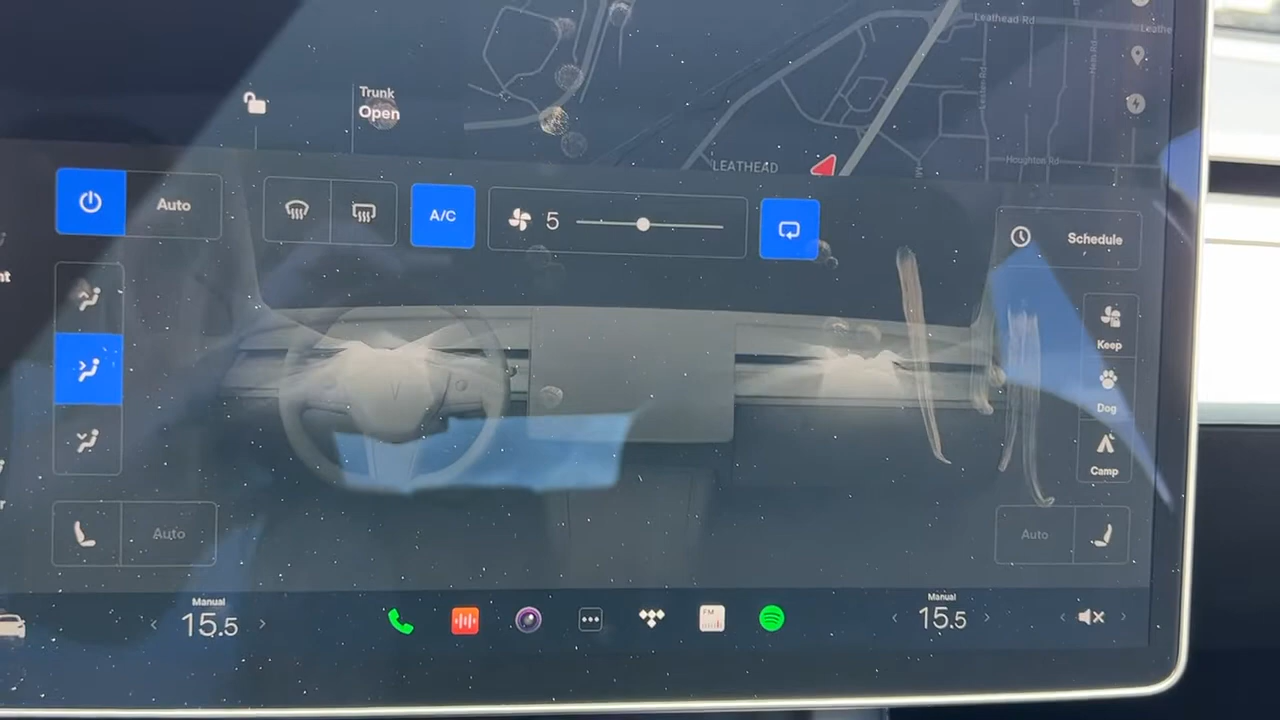 Leathead Rd
Leathe
Trunk
Open
LEATHEAD
Houghton Rd
Auto
A/C
5
Schedule
nt
Keep
Dog
Camp
r
Auto
Auto
Manual
15.5
FM
Manual
15.5